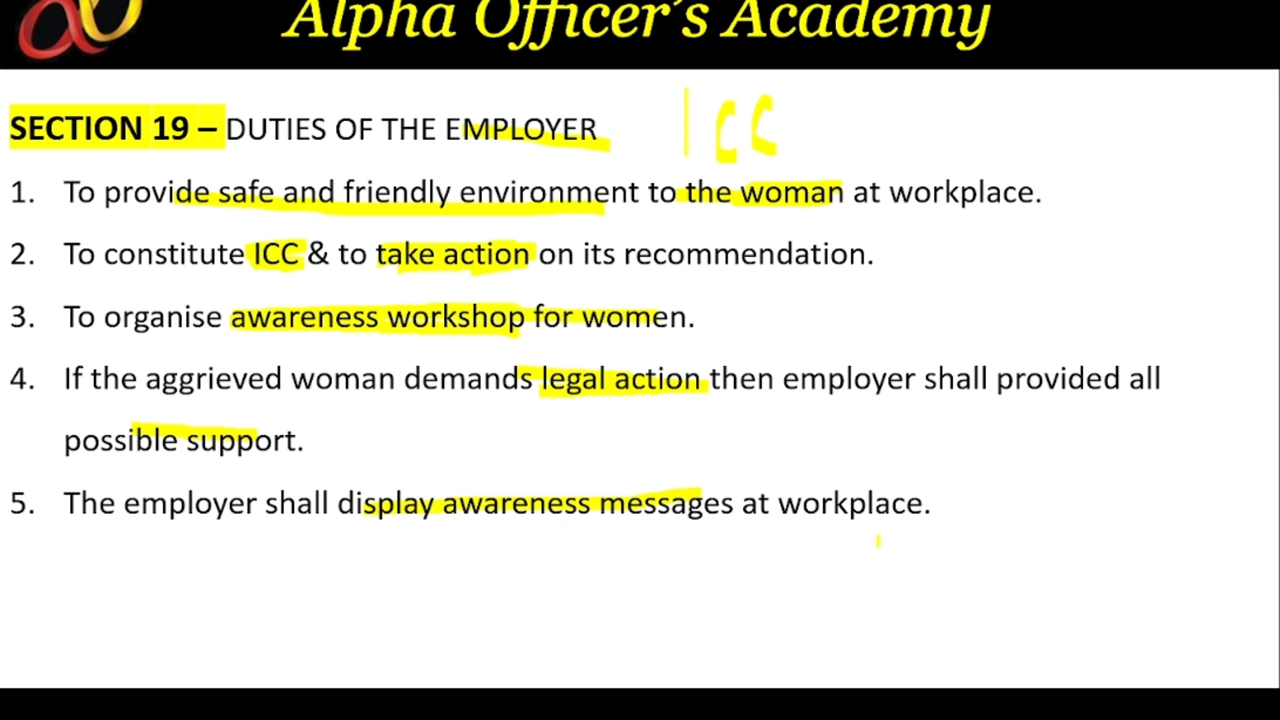 Alpha Officer's Academy
SECTION 19 – DUTIES OF THE EMPLOYER
ICC
1. To provide safe and friendly environment to the woman at workplace.
2. To constitute ICC & to take action on its recommendation.
3. To organise awareness workshop for women.
4. If the aggrieved woman demands legal action then employer shall provided all
possible support.
5. The employer shall display awareness messages at workplace.